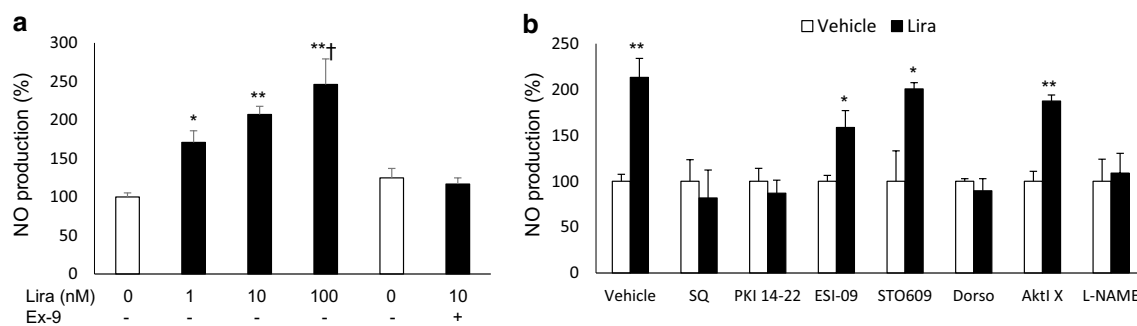 a
300
250
200
150
100
50
0
NO production (%)
*
**
**†
Lira (nM) 0 1 10 100 0 10
Ex-9 - - - - - +
b
Vehicle Lira
250
200
150
100
50
0
NO production (%)
**
*
*
**
Vehicle SQ PKI 14-22 ESI-09 STO609 Dorso AktI X L-NAME